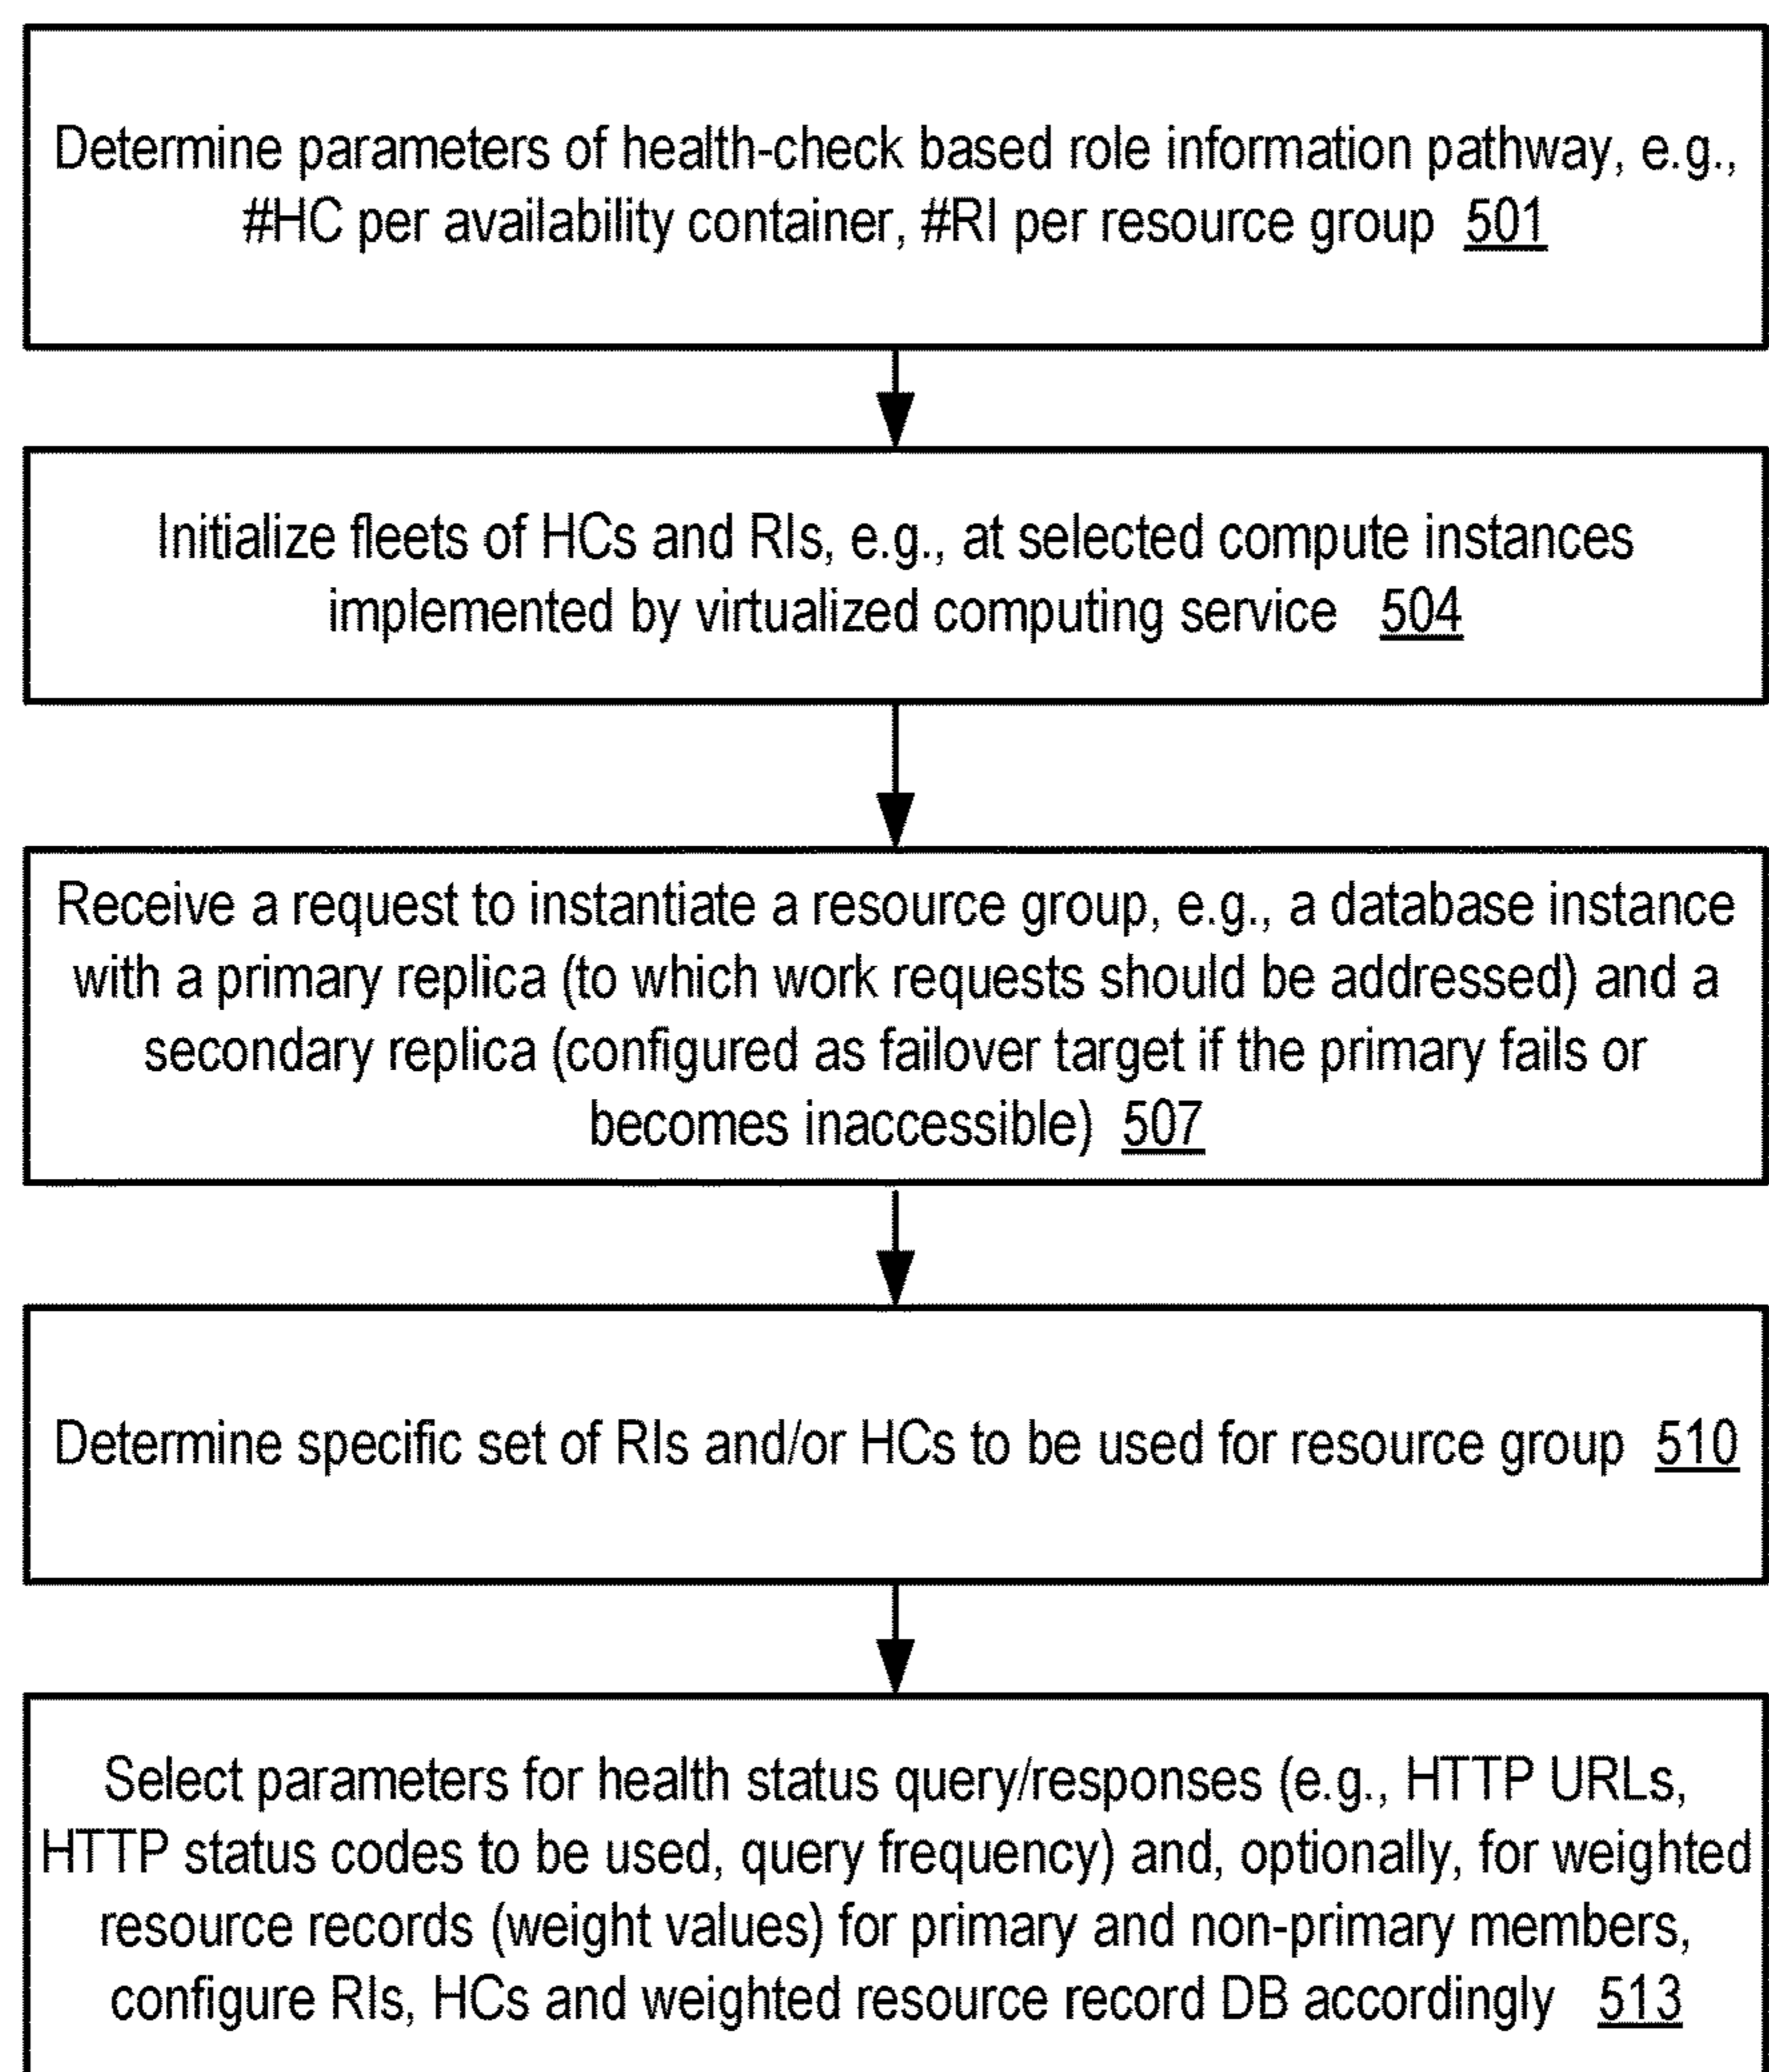 Determine parameters of health-check based role information pathway, e.g.,
#HC per availability container, #RI per resource group 501
Initialize fleets of HCs and RIs, e.g., at selected compute instances
implemented by virtualized computing service 504
Receive a request to instantiate a resource group, e.g., a database instance
with a primary replica (to which work requests should be addressed) and a
secondary replica (configured as failover target if the primary fails or
becomes inaccessible) 507
Determine specific set of RIs and/or HCs to be used for resource group 510
Select parameters for health status query/responses (e.g., HTTP URLs,
HTTP status codes to be used, query frequency) and, optionally, for weighted
resource records (weight values) for primary and non-primary members,
configure RIs, HCs and weighted resource record DB accordingly 513